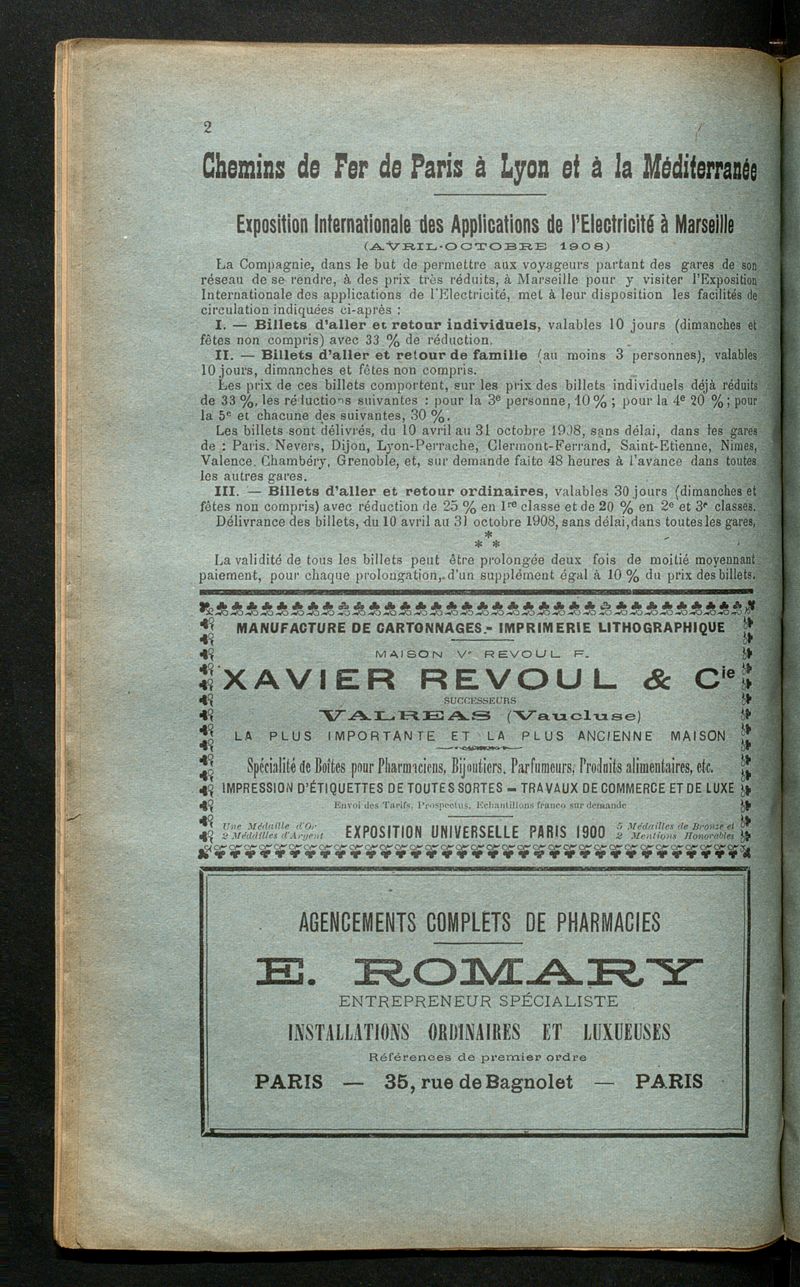 2
Chemins de Fer de Paris à Lyon et à la Méditerranée
Exposition Internationale des Applications de l'Electricité à Marseille
(AVRIL-OCTOBRE 1908)
La Compagnie, dans le but de permettre aux voyageurs partant des gares de son
réseau de se rendre, à des prix très réduits, à Marseille pour y visiter l'Exposition
Internationale des applications de l'Electricité, met à leur disposition les facilités de
circulation indiquées ci-après :
I. — Billets d'aller et retour individuels, valables 10 jours (dimanches et
fêtes non compris) avec 33 % de réduction.
II. — Billets d'aller et retour de famille (au moins 3 personnes), valables
10 jours, dimanches et fêtes non compris.
Les prix de ces billets comportent, sur les prix des billets individuels déjà réduits
de 33 %, les réductions suivantes : pour la 3e personne, 10 % ; pour la 4e 20 % ; pour
la 5e et chacune des suivantes, 30 %.
Les billets sont délivrés, du 10 avril au 31 octobre 1908, sans délai, dans les gares
de : Paris. Nevers, Dijon, Lyon-Perrache, Clermont-Ferrand, Saint-Etienne, Nimes,
Valence. Chambéry, Grenoble, et, sur demande faite 48 heures à l'avance dans toutes
les autres gares.
III. — Billets d'aller et retour ordinaires, valables 30 jours (dimanches et
fêtes non compris) avec réduction de 25 % en 1re classe et de 20 % en 2e et 3e classes.
Délivrance des billets, du 10 avril au 31 octobre 1908, sans délai, dans toutes les gares,
*
* *
La validité de tous les billets peut être prolongée deux fois de moitié moyennant
paiement, pour chaque prolongation, d'un supplément égal à 10 % du prix des billets.
MANUFACTURE DE CARTONNAGES - IMPRIMERIE LITHOGRAPHIQUE
MAISON Ve REVOUL F.
XAVIER REVOUL & Cie
SUCCESSEURS
VALREAS (Vaucluse)
LA PLUS IMPORTANTE ET LA PLUS ANCIENNE MAISON
Spécialité de Boîtes pour Pharmaciens, Bijoutiers, Parfumeurs, Produits alimentaires, etc.
IMPRESSION D'ÉTIQUETTES DE TOUTES SORTES - TRAVAUX DE COMMERCE ET DE LUXE
Envoi des Tarifs, Prospectus, Echantillons franco sur demande
Une Médaille d'Or
2 Médailles d'Argent
EXPOSITION UNIVERSELLE PARIS 1900
5 Médailles de Bronze et
2 Mentions Honorables
AGENCEMENTS COMPLETS DE PHARMACIES
E. ROMARY
ENTREPRENEUR SPÉCIALISTE
INSTALLATIONS ORDINAIRES ET LUXUEUSES
Références de premier ordre
PARIS — 35, rue de Bagnolet — PARIS